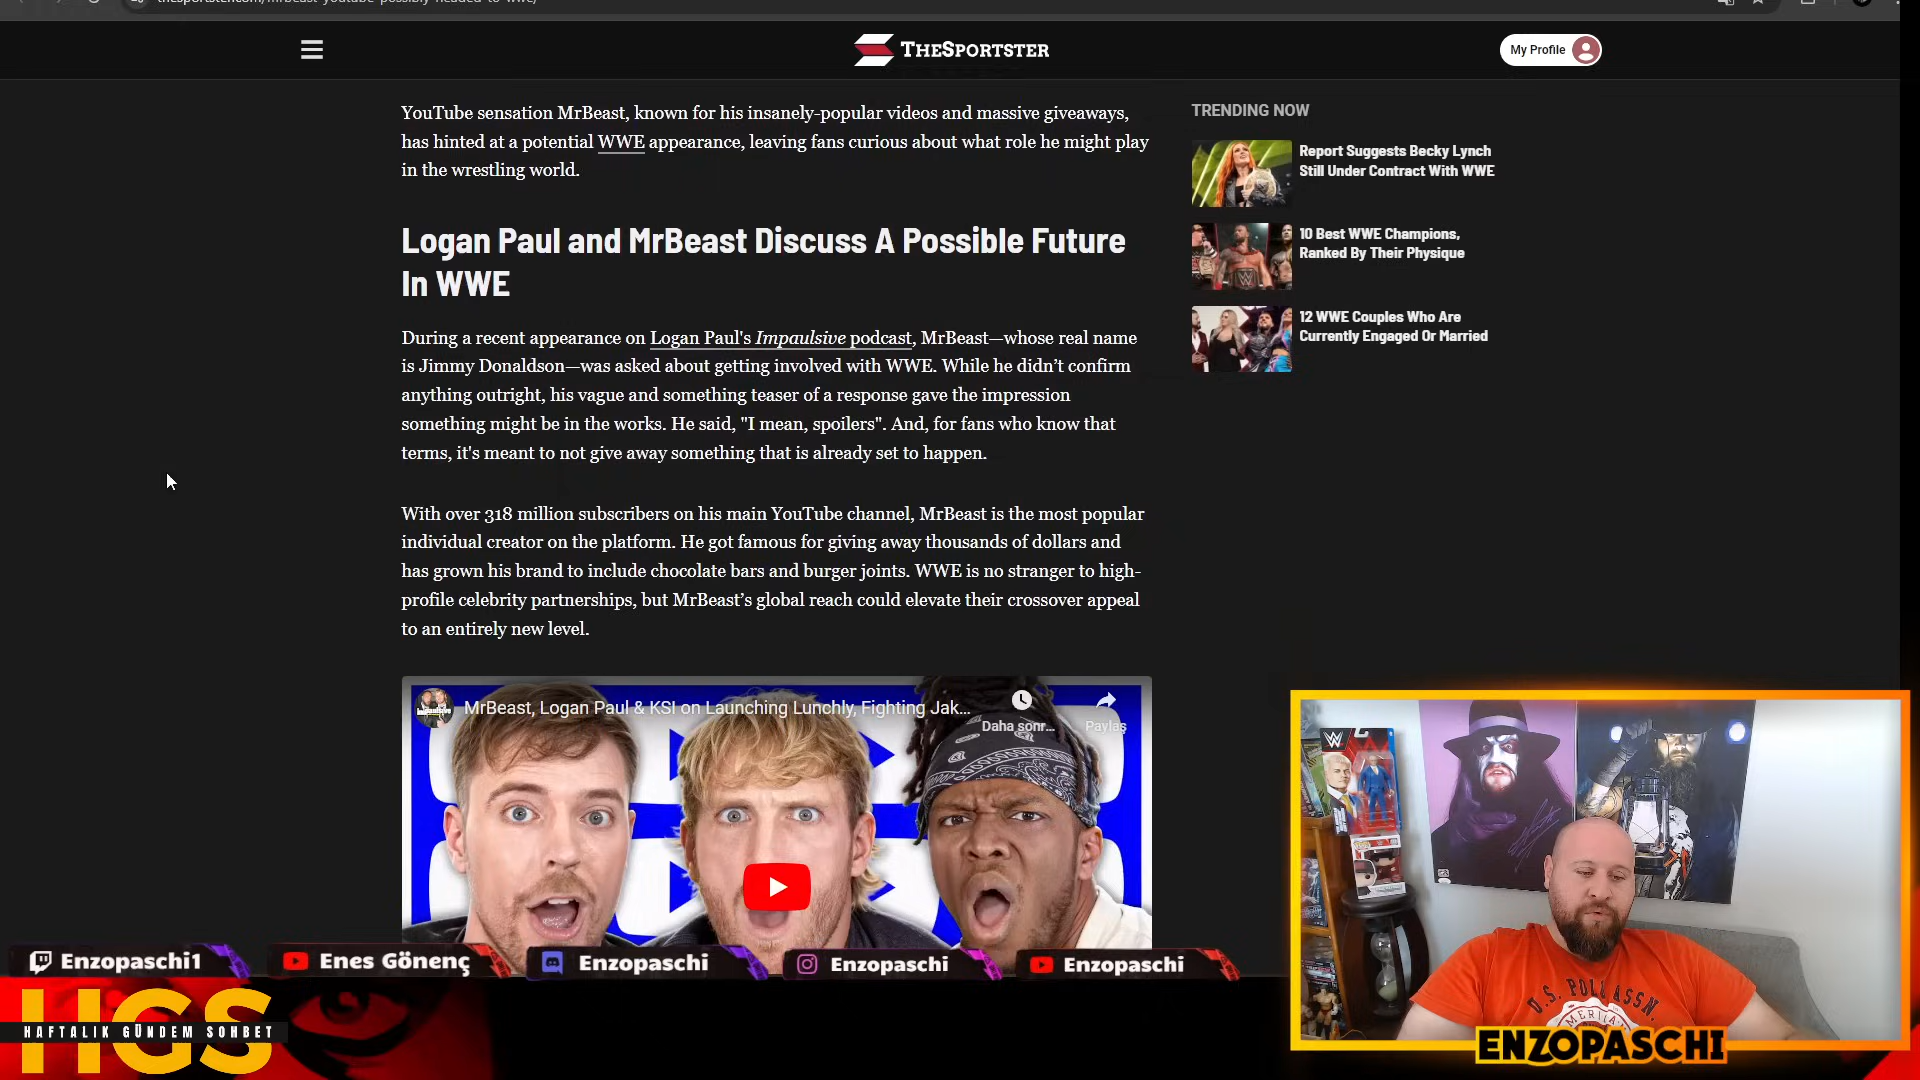 thesportster.com/mrbeast-youtube-possibly-headed-to-wwe/
THESPORTSTER
My Profile
YouTube sensation MrBeast, known for his insanely-popular videos and massive giveaways,
has hinted at a potential WWE appearance, leaving fans curious about what role he might play
in the wrestling world.
Logan Paul and MrBeast Discuss A Possible Future
In WWE
During a recent appearance on Logan Paul's Impaulsive podcast, MrBeast—whose real name
is Jimmy Donaldson—was asked about getting involved with WWE. While he didn’t confirm
anything outright, his vague and something teaser of a response gave the impression
something might be in the works. He said, "I mean, spoilers". And, for fans who know that
terms, it's meant to not give away something that is already set to happen.
With over 318 million subscribers on his main YouTube channel, MrBeast is the most popular
individual creator on the platform. He got famous for giving away thousands of dollars and
has grown his brand to include chocolate bars and burger joints. WWE is no stranger to high-
profile celebrity partnerships, but MrBeast’s global reach could elevate their crossover appeal
to an entirely new level.
TRENDING NOW
Report Suggests Becky Lynch
Still Under Contract With WWE
10 Best WWE Champions,
Ranked By Their Physique
12 WWE Couples Who Are
Currently Engaged Or Married
MrBeast, Logan Paul & KSI on Launching Lunchly, Fighting Jak...
Daha sonr...
Paylaş
Enzopaschi1
Enes Gönenç
Enzopaschi
Enzopaschi
Enzopaschi
HGS
HAFTALIK GÜNDEM SOHBET
U.S. POLO ASSN.
ENZOPASCHI